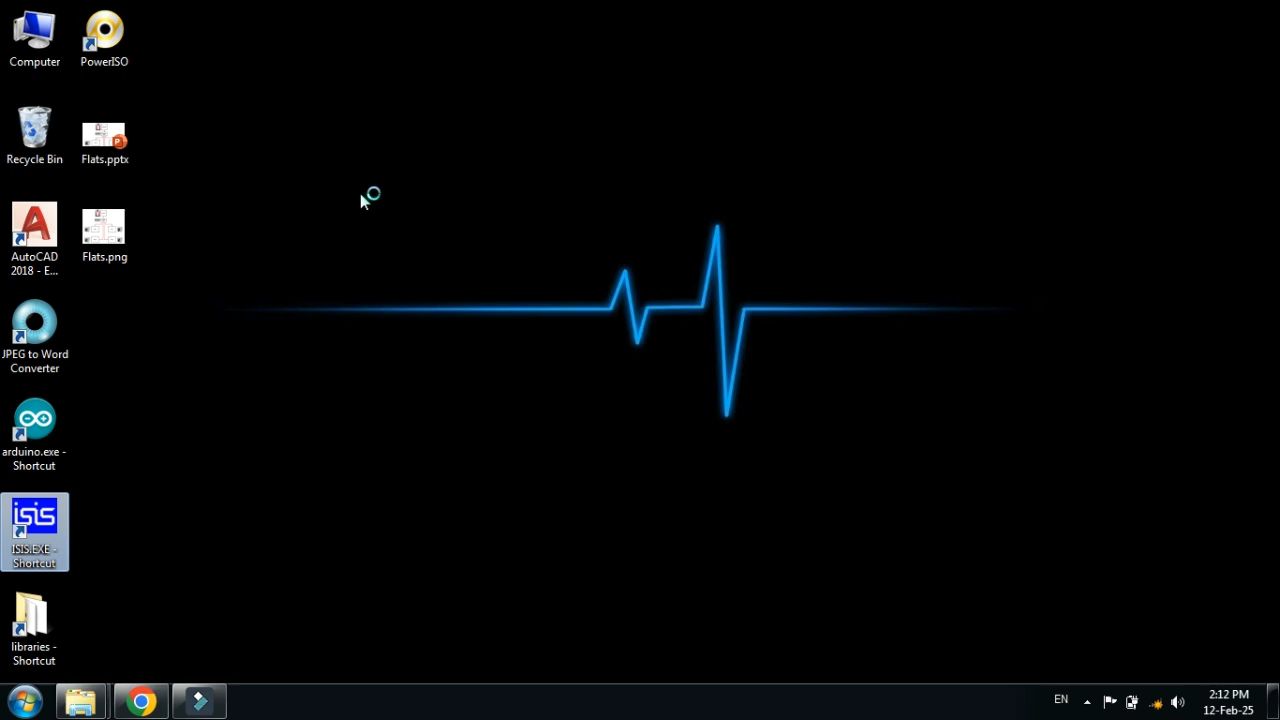 Computer
PowerISO
Recycle Bin
Flats.pptx
AutoCAD
2018 - E...
Flats.png
JPEG to Word
Converter
arduino.exe -
Shortcut
isis
ISIS.EXE -
Shortcut
libraries -
Shortcut
EN
2:12 PM
12-Feb-25